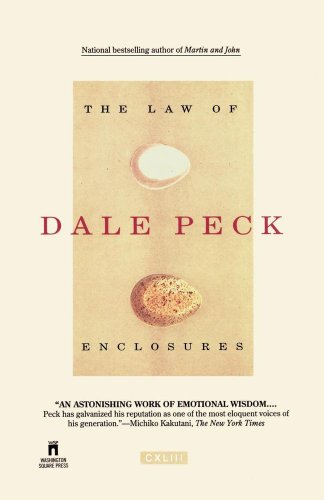 National bestselling author of Martin and John
THE LAW OF
DALE PECK
ENCLOSURES
"AN ASTONISHING WORK OF EMOTIONAL WISDOM....
Peck has galvanized his reputation as one of the most eloquent voices of
his generation."—Michiko Kakutani, The New York Times
WASHINGTON
SQUARE PRESS
CXLIII